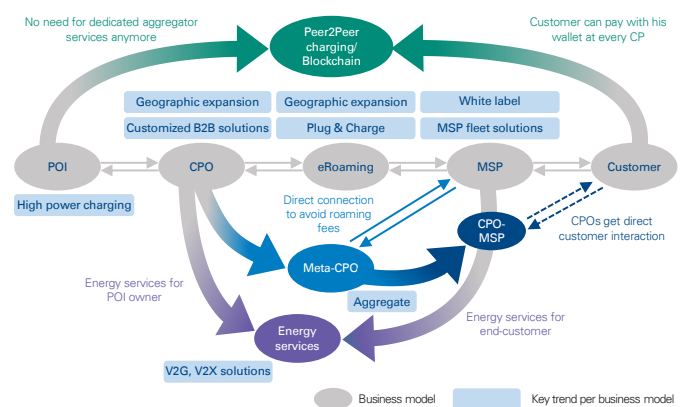 No need for dedicated aggregator
services anymore
Peer2Peer
charging/
Blockchain
Customer can pay with his
wallet at every CP
Geographic expansion
Geographic expansion
White label
Customized B2B solutions
Plug & Charge
MSP fleet solutions
POI
CPO
eRoaming
MSP
Customer
High power charging
Direct connection
to avoid roaming
fees
CPO-
MSP
CPOs get direct
customer interaction
Meta-CPO
Energy services for
POI owner
Aggregate
Energy services for
end-customer
Energy
services
V2G, V2X solutions
Business model
Key trend per business model